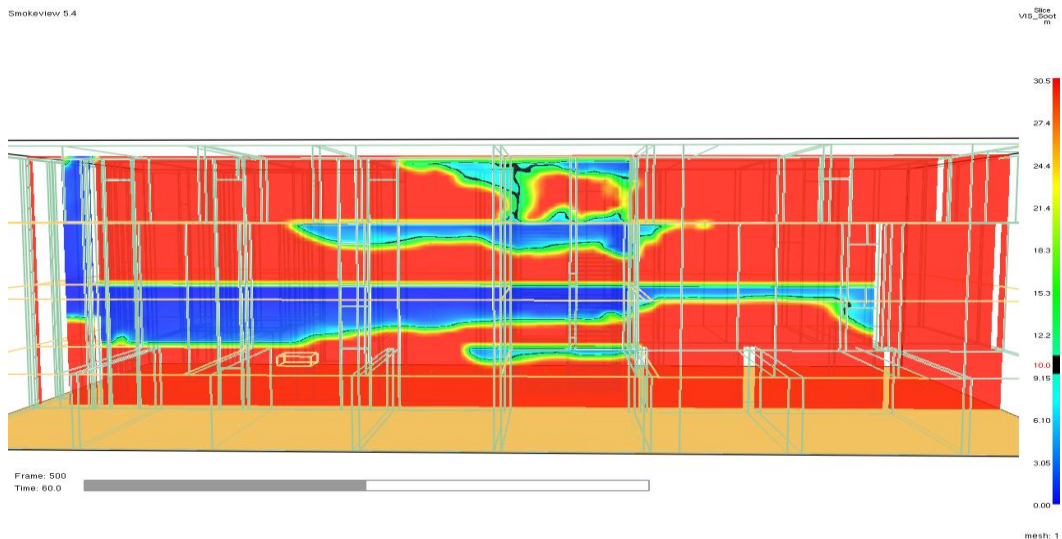 Smokeview 5.4
Slice
VIS_Soot
m
30.5
27.4
24.4
21.4
18.3
15.3
12.2
10.0
9.15
6.10
3.05
0.00
Frame: 500
Time: 60.0
mesh: 1